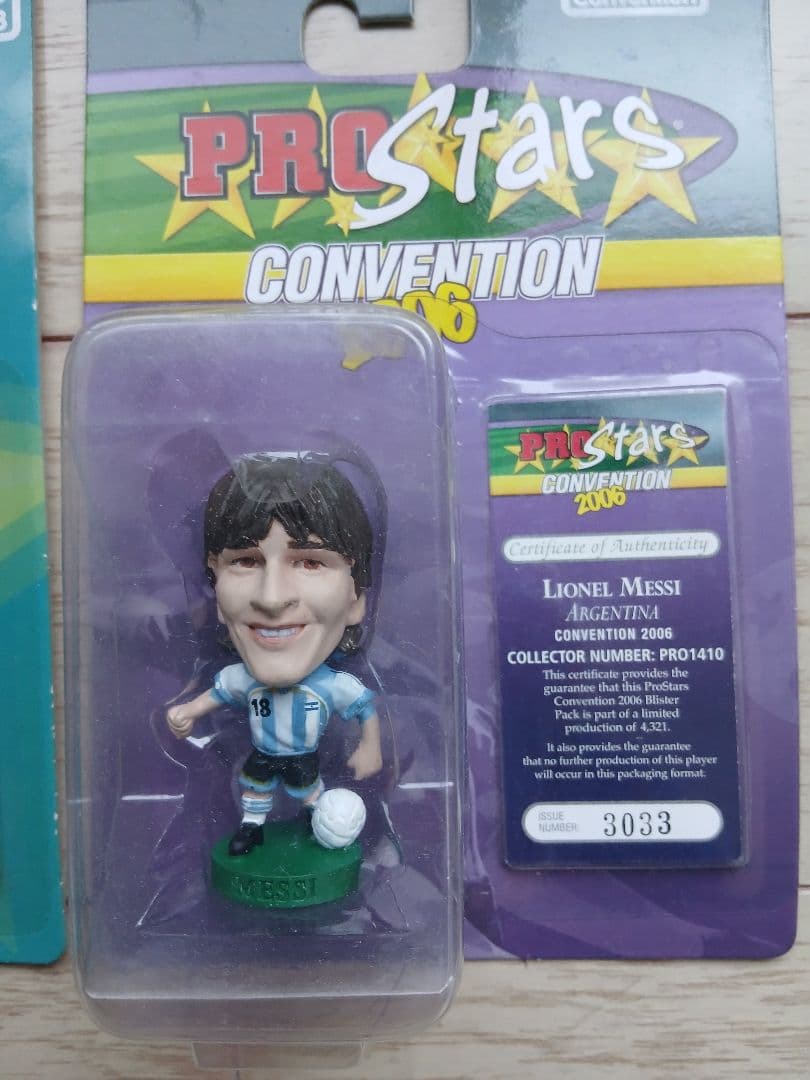 Convention
PROStars
CONVENTION
2006
PROStars
CONVENTION
2006
Certificate of Authenticity
LIONEL MESSI
ARGENTINA
CONVENTION 2006
COLLECTOR NUMBER: PRO1410
This certificate provides the
guarantee that this ProStars
Convention 2006 Blister
Pack is part of a limited
production of 4,321.
It also provides the guarantee
that no further production of this player
will occur in this packaging format.
ISSUE
NUMBER: 3033
18
MESSI